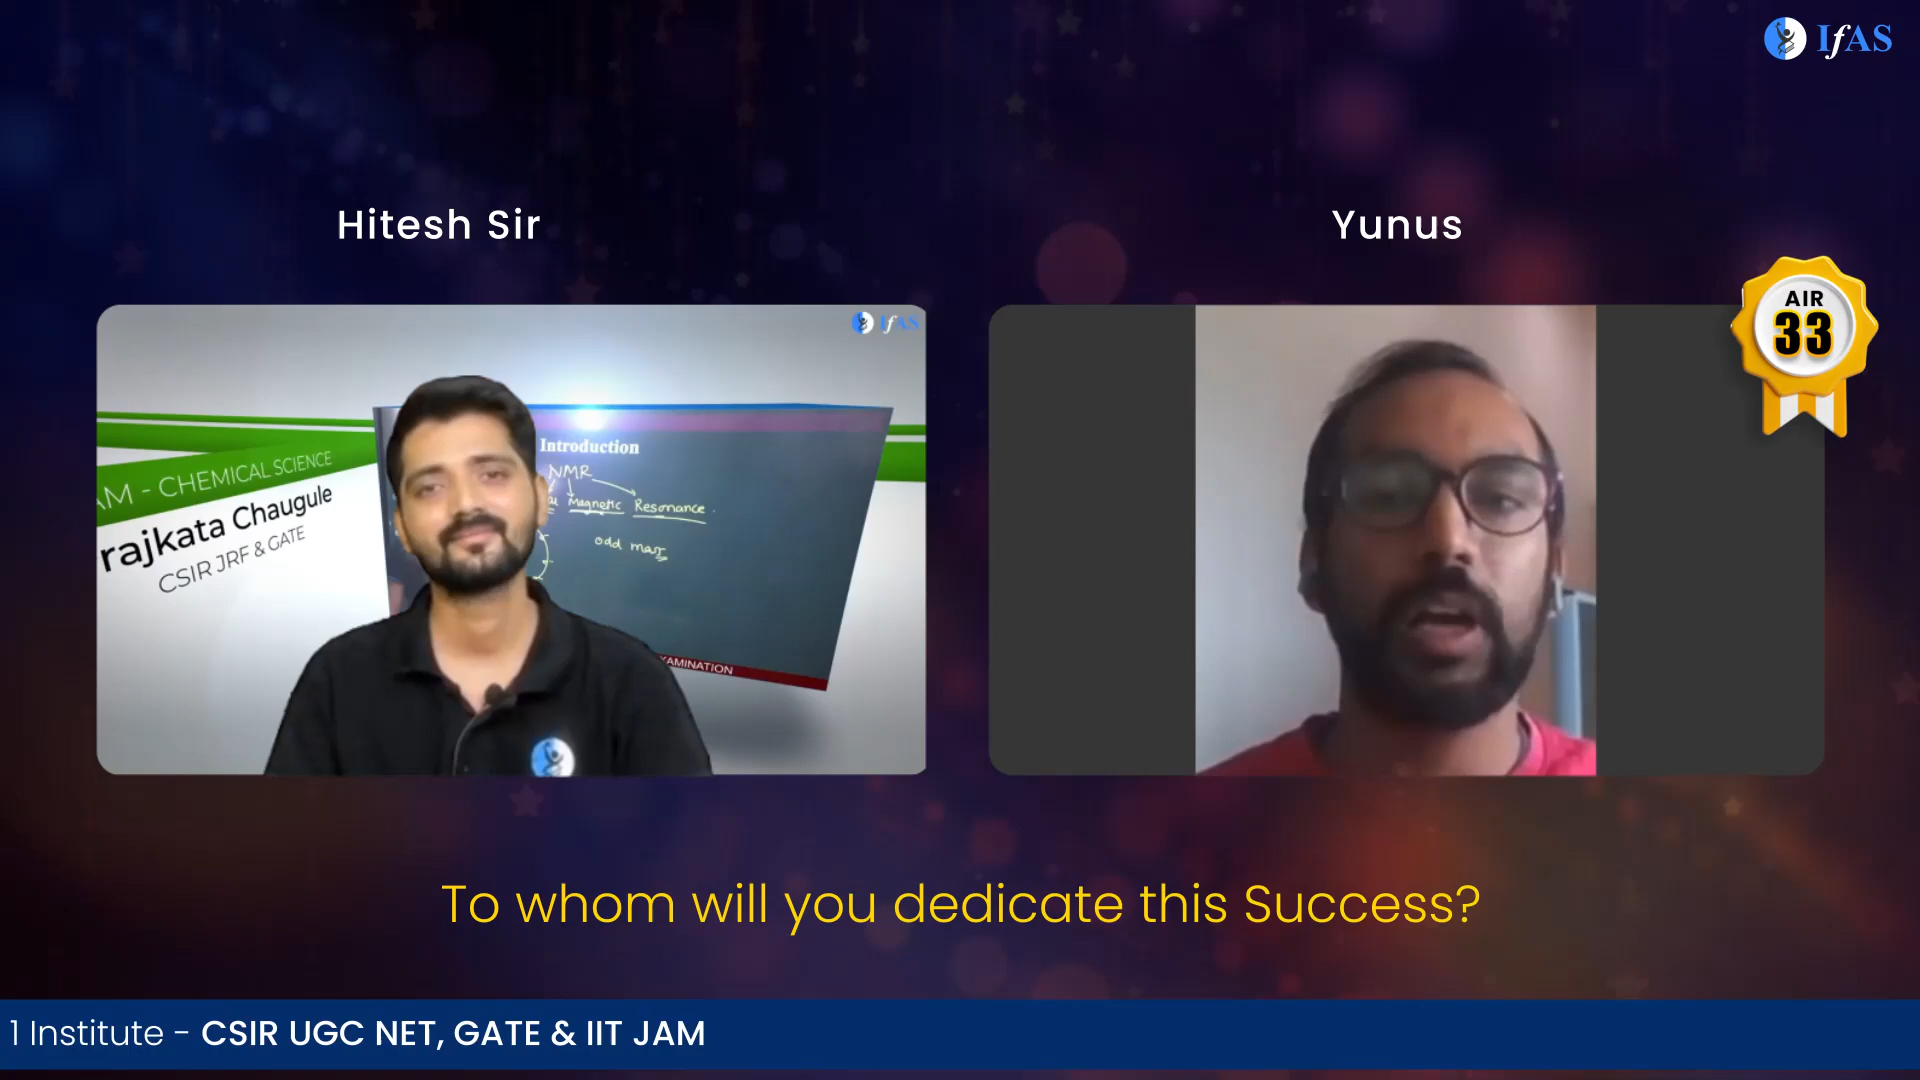 IfAS
Hitesh Sir
Yunus
AIR
33
IfAS
AM - CHEMICAL SCIENCE
rajkata Chaugule
CSIR JRF & GATE
Introduction
NMR
Magnetic Resonance
odd mass
XAMINATION
To whom will you dedicate this Success?
1 Institute - CSIR UGC NET, GATE & IIT JAM